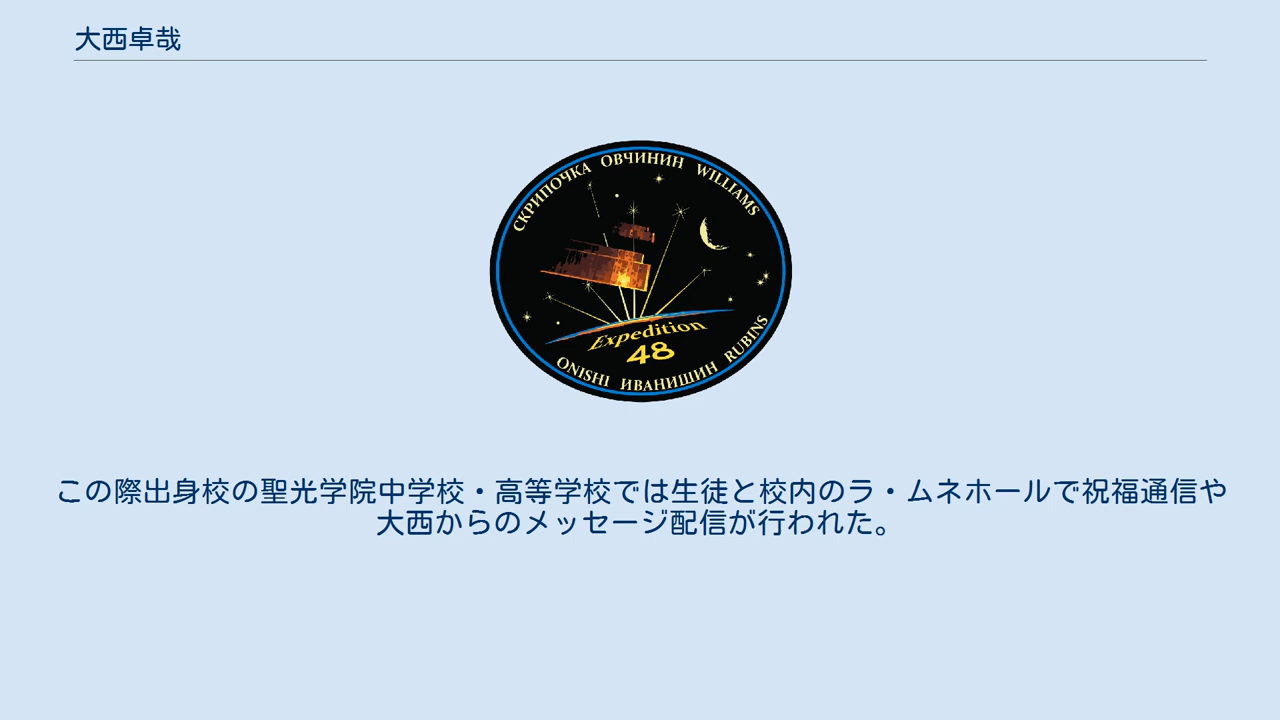 大西卓哉
СКРИПОЧКА ОВЧИНИН WILLIAMS
Expedition
48
ONISHI ИВАНИШИН RUBINS
この際出身校の聖光学院中学校・高等学校では生徒と校内のラ・ムネホールで祝福通信や
大西からのメッセージ配信が行われた。